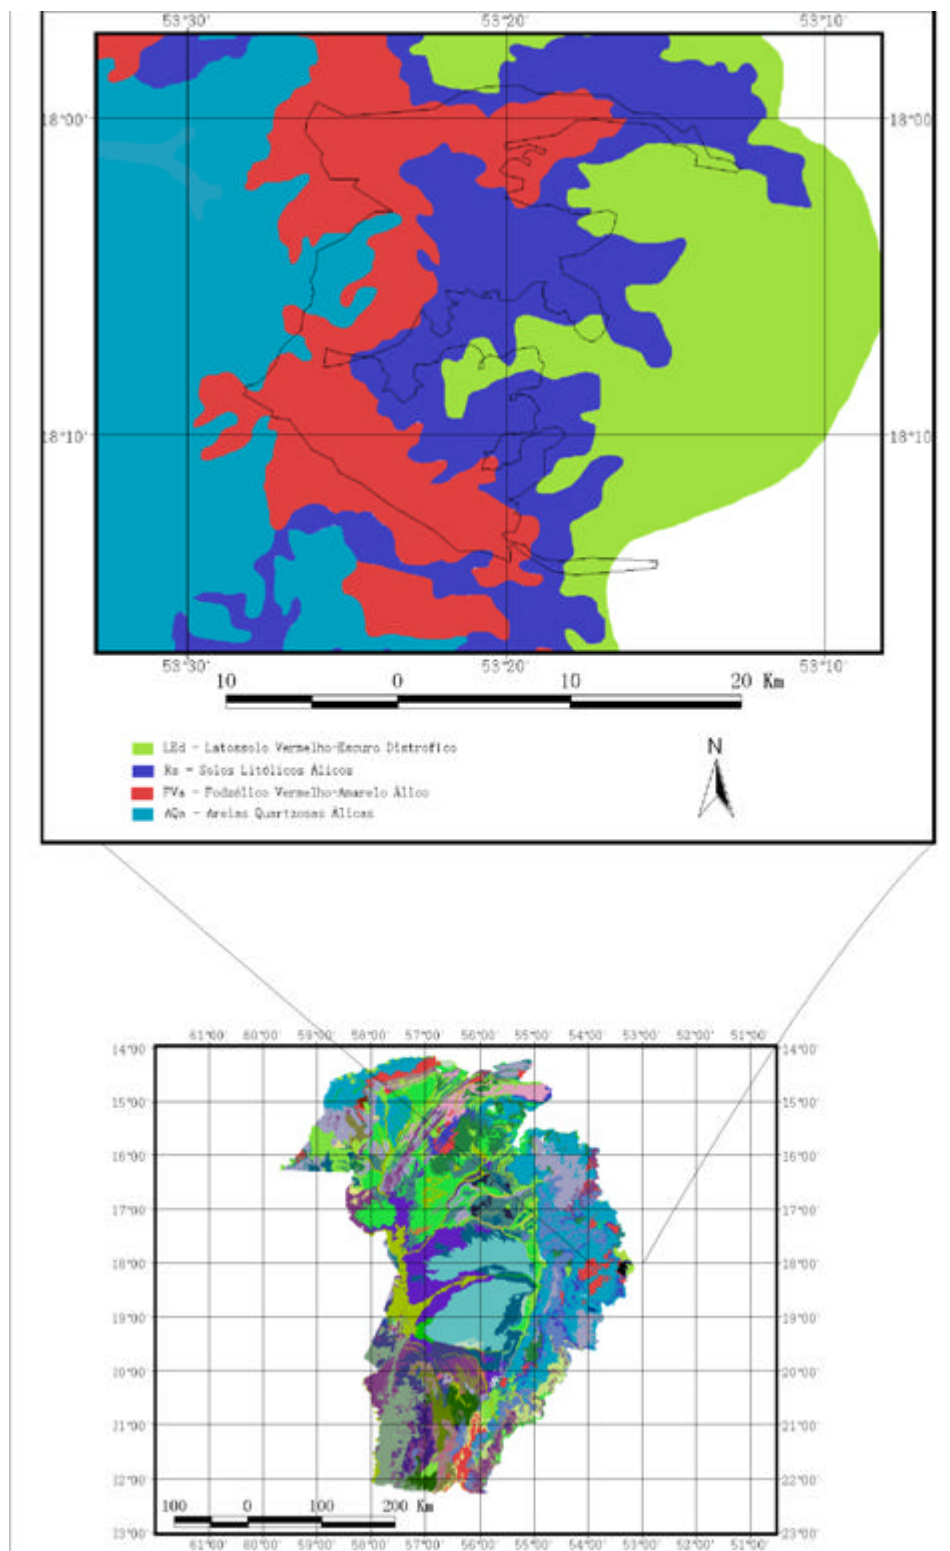 53°30' 53°20' 53°10'
18°00' 18°00'
18°10' 18°10'
53°30' 53°20' 53°10'
10 0 10 20 Km
LEd - Latossolo Vermelho-Escuro Distrofico
Ra - Solos Litólicos Álicos
PVa - Podzólico Vermelho-Amarelo Álico
AQa - Areias Quartzosas Álicas
N
61°00' 60°00' 59°00' 58°00' 57°00' 56°00' 55°00' 54°00' 53°00' 52°00' 51°00'
14°00' 14°00'
15°00' 15°00'
16°00' 16°00'
17°00' 17°00'
18°00' 18°00'
19°00' 19°00'
20°00' 20°00'
21°00' 21°00'
22°00' 22°00'
100 0 100 200 Km
23°00' 23°00'
61°00' 60°00' 59°00' 58°00' 57°00' 56°00' 55°00' 54°00' 53°00' 52°00' 51°00'